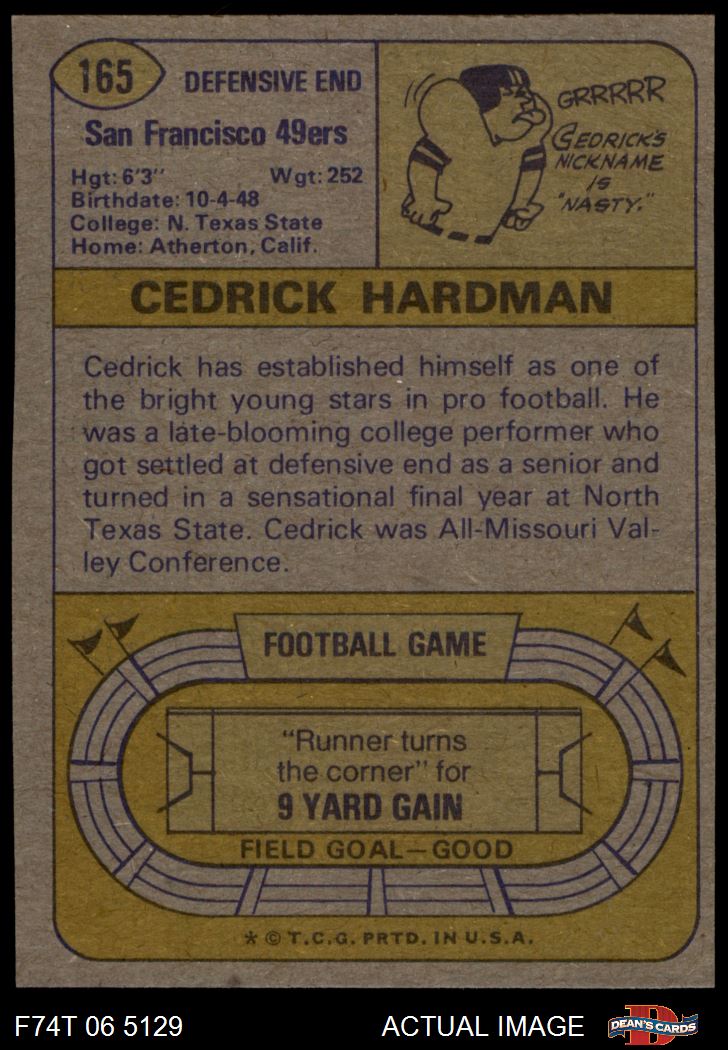 165
DEFENSIVE END
San Francisco 49ers
Hgt: 6'3" Wgt: 252
Birthdate: 10-4-48
College: N. Texas State
Home: Atherton, Calif.
GRRRRR
CEDRICK'S
NICKNAME
IS
"NASTY."
CEDRICK HARDMAN
Cedrick has established himself as one of
the bright young stars in pro football. He
was a late-blooming college performer who
got settled at defensive end as a senior and
turned in a sensational final year at North
Texas State. Cedrick was All-Missouri Val-
ley Conference.
FOOTBALL GAME
"Runner turns
the corner" for
9 YARD GAIN
FIELD GOAL—GOOD
* © T.C.G. PRTD. IN U.S.A.
F74T 06 5129
ACTUAL IMAGE
D
DEAN'S CARDS